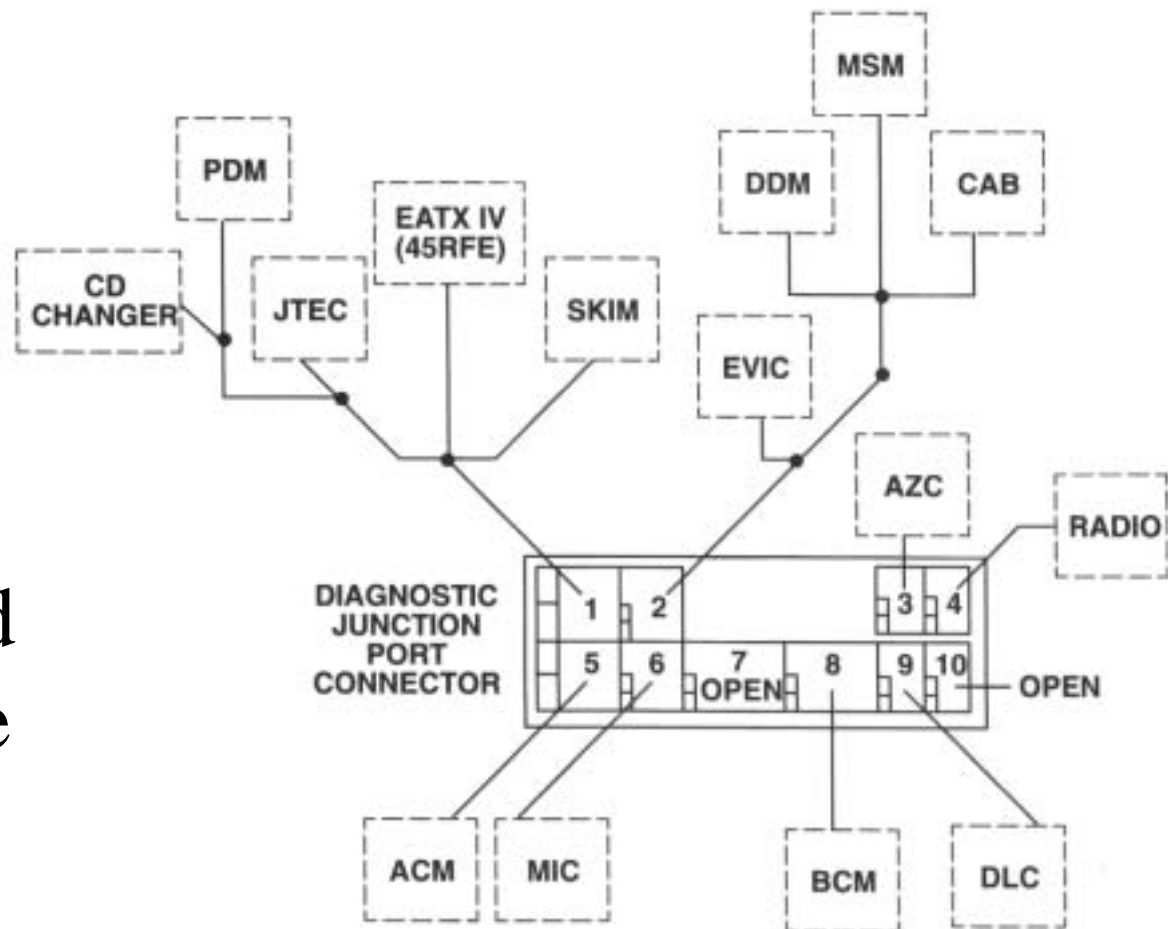 MSM
PDM
DDM
CAB
EATX IV
(45RFE)
CD
CHANGER
JTEC
SKIM
EVIC
AZC
RADIO
DIAGNOSTIC
JUNCTION
PORT
CONNECTOR
1 2 3 4
5 6 7 8 9 10
OPEN
OPEN
d
e
ACM
MIC
BCM
DLC